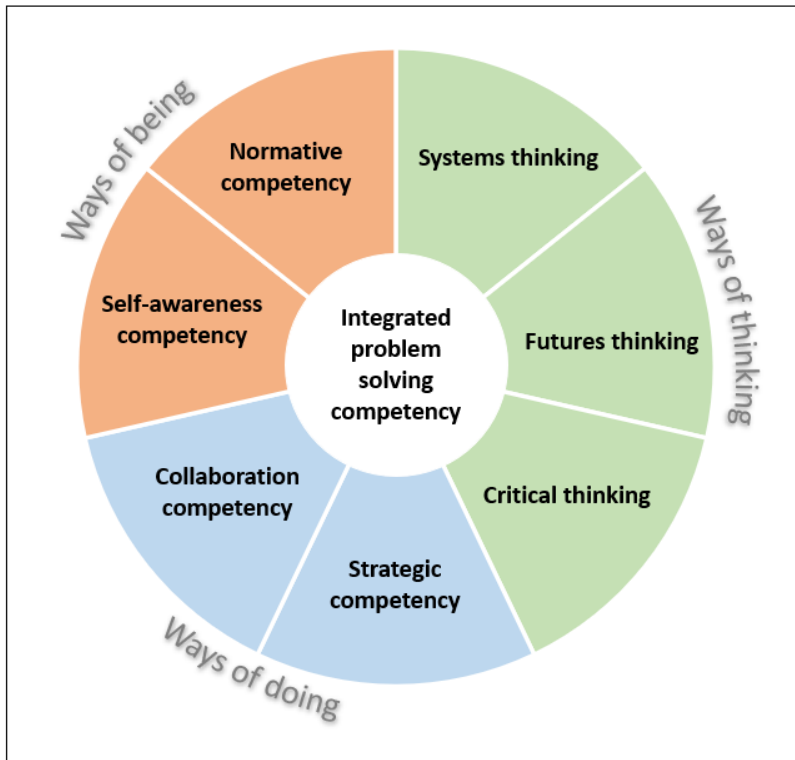 Ways of being
Normative
competency
Systems thinking
Ways of thinking
Self-awareness
competency
Integrated
problem
solving
competency
Futures thinking
Collaboration
competency
Critical thinking
Strategic
competency
Ways of doing